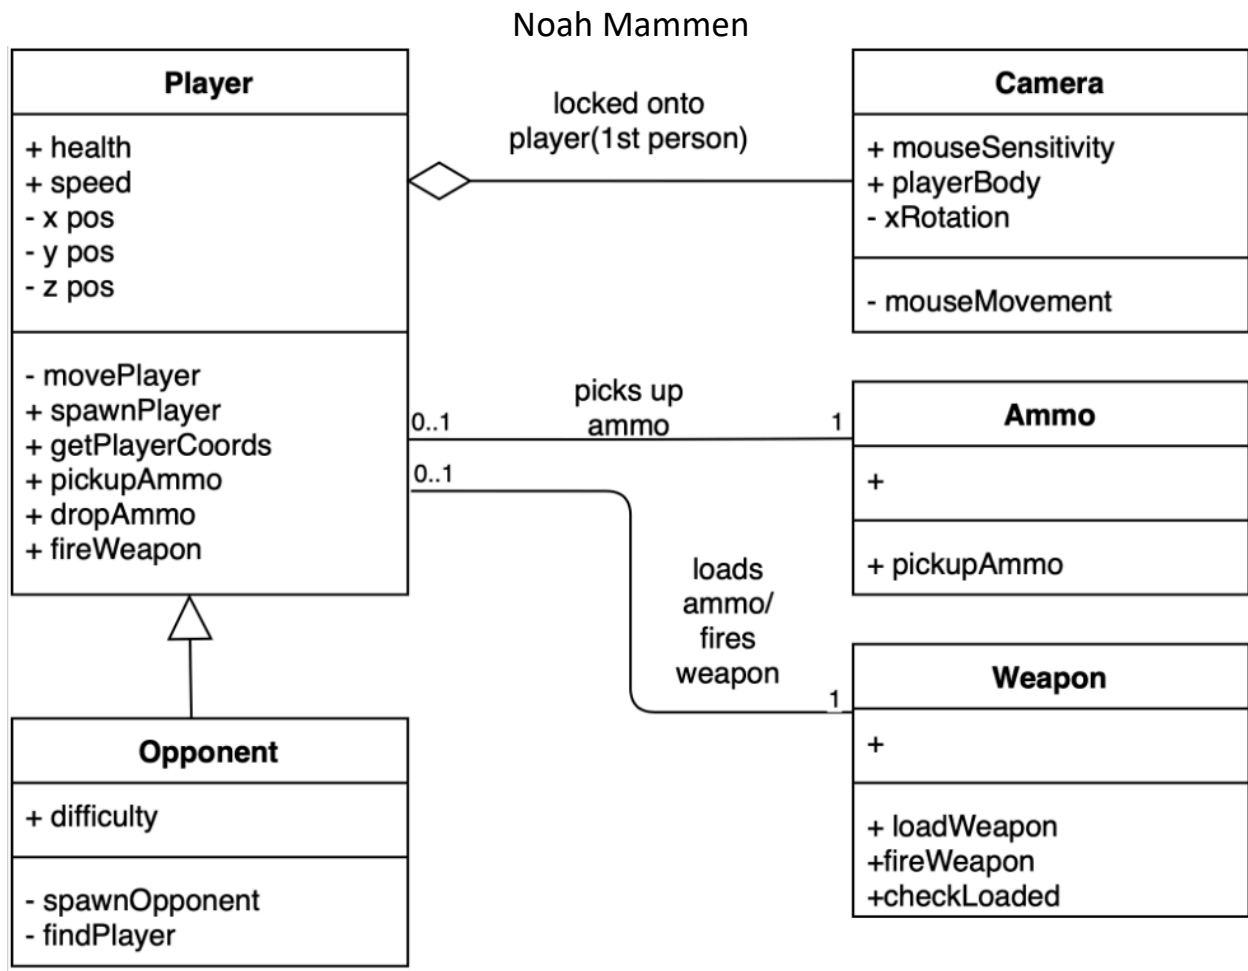 Noah Mammen
Player
+ health
+ speed
- x pos
- y pos
- z pos
- movePlayer
+ spawnPlayer
+ getPlayerCoords
+ pickupAmmo
+ dropAmmo
+ fireWeapon
locked onto
player(1st person)
Camera
+ mouseSensitivity
+ playerBody
- xRotation
- mouseMovement
picks up
ammo
0..1
1
Ammo
+
+ pickupAmmo
0..1
loads
ammo/
fires
weapon
1
Weapon
+
+ loadWeapon
+fireWeapon
+checkLoaded
Opponent
+ difficulty
- spawnOpponent
- findPlayer